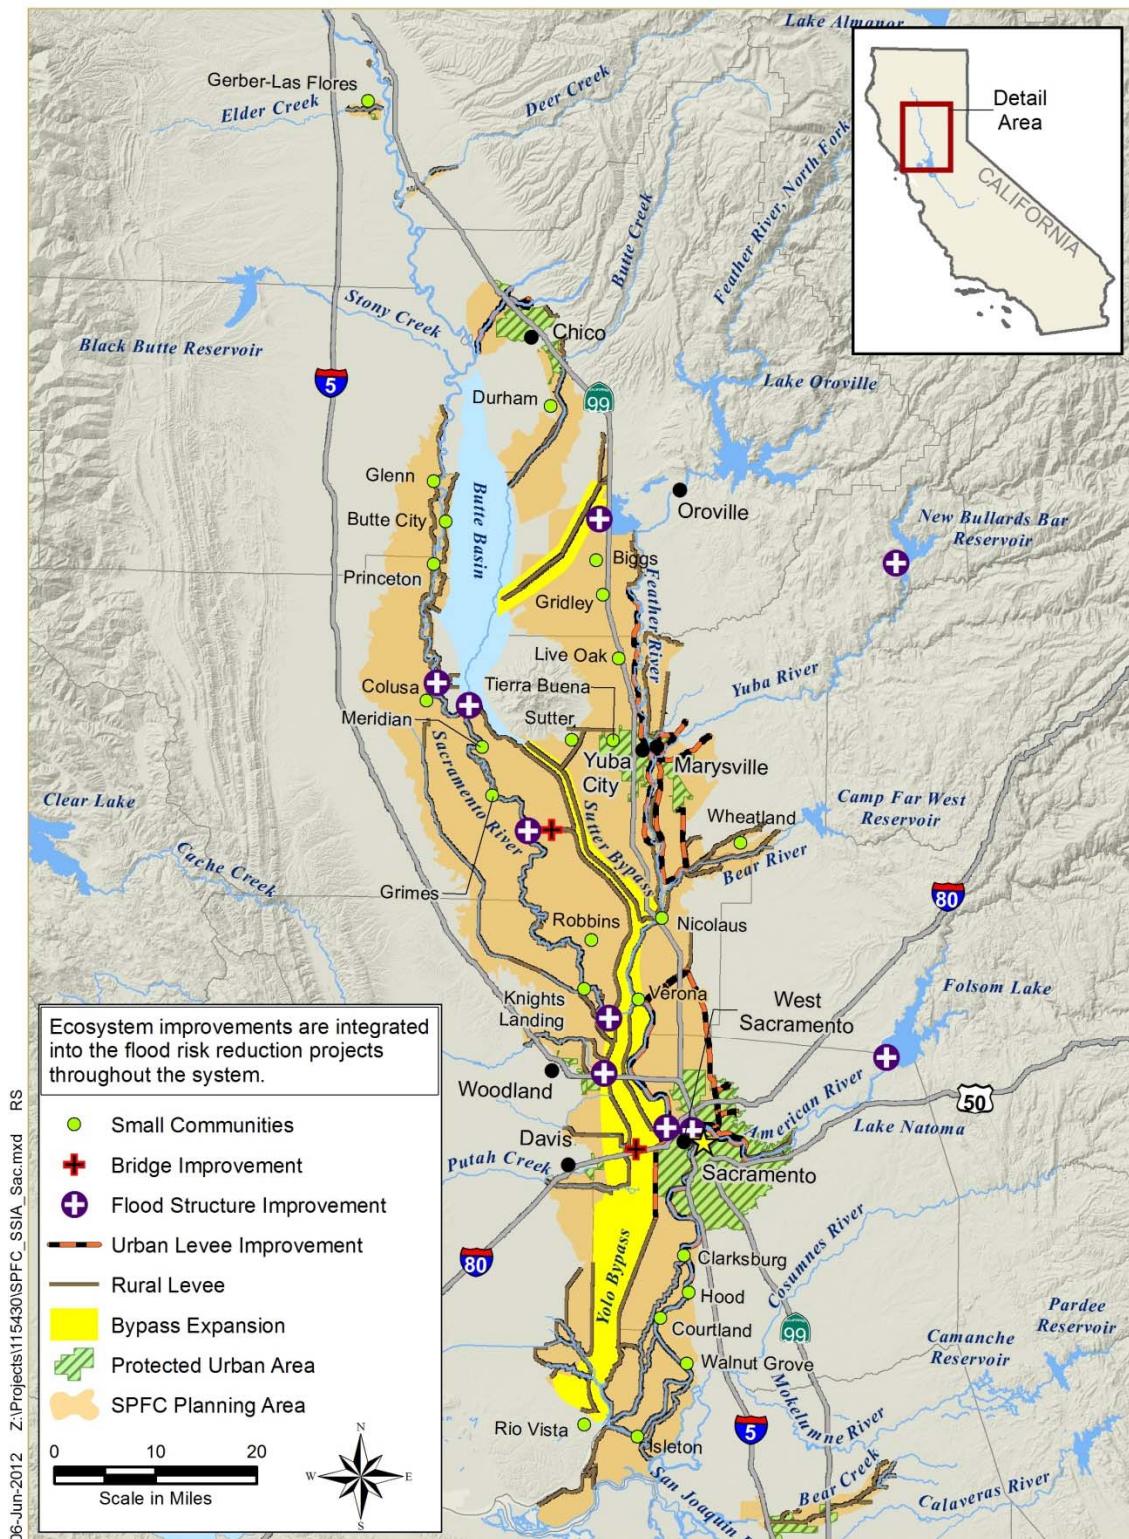 Lake Almanor
Gerber-Las Flores
Elder Creek
Deer Creek
Detail
Area
CALIFORNIA
Feather River, North Fork
Butte Creek
Stony Creek
Black Butte Reservoir
Chico
5
Lake Oroville
Durham
99
Glenn
Butte City
Butte Basin
Oroville
New Bullards Bar
Reservoir
Princeton
Biggs
Gridley
Feather River
Live Oak
Colusa
Tierra Buena
Yuba River
Meridian
Sutter
Yuba
City
Marysville
Sacramento River
Clear Lake
Camp Far West
Reservoir
Wheatland
Sutter Bypass
Cache Creek
Bear River
Grimes
80
Robbins
Nicolaus
Knights
Landing
Verona
West
Sacramento
Folsom Lake
Woodland
American River
50
Lake Natoma
Davis
Putah Creek
Sacramento
Cosumnes River
80
Clarksburg
Yolo Bypass
Hood
Courtland
99
Pardee
Reservoir
Camanche
Reservoir
Walnut Grove
Mokelumne River
Rio Vista
Isleton
5
San Joaquin
Bear Creek
Calaveras River
Ecosystem improvements are integrated
into the flood risk reduction projects
throughout the system.
Small Communities
Bridge Improvement
Flood Structure Improvement
Urban Levee Improvement
Rural Levee
Bypass Expansion
Protected Urban Area
SPFC Planning Area
0 10 20
Scale in Miles
N
W E
S
06-Jun-2012 Z:\Projects\115430\SPFC_SSIA_Sac.mxd RS